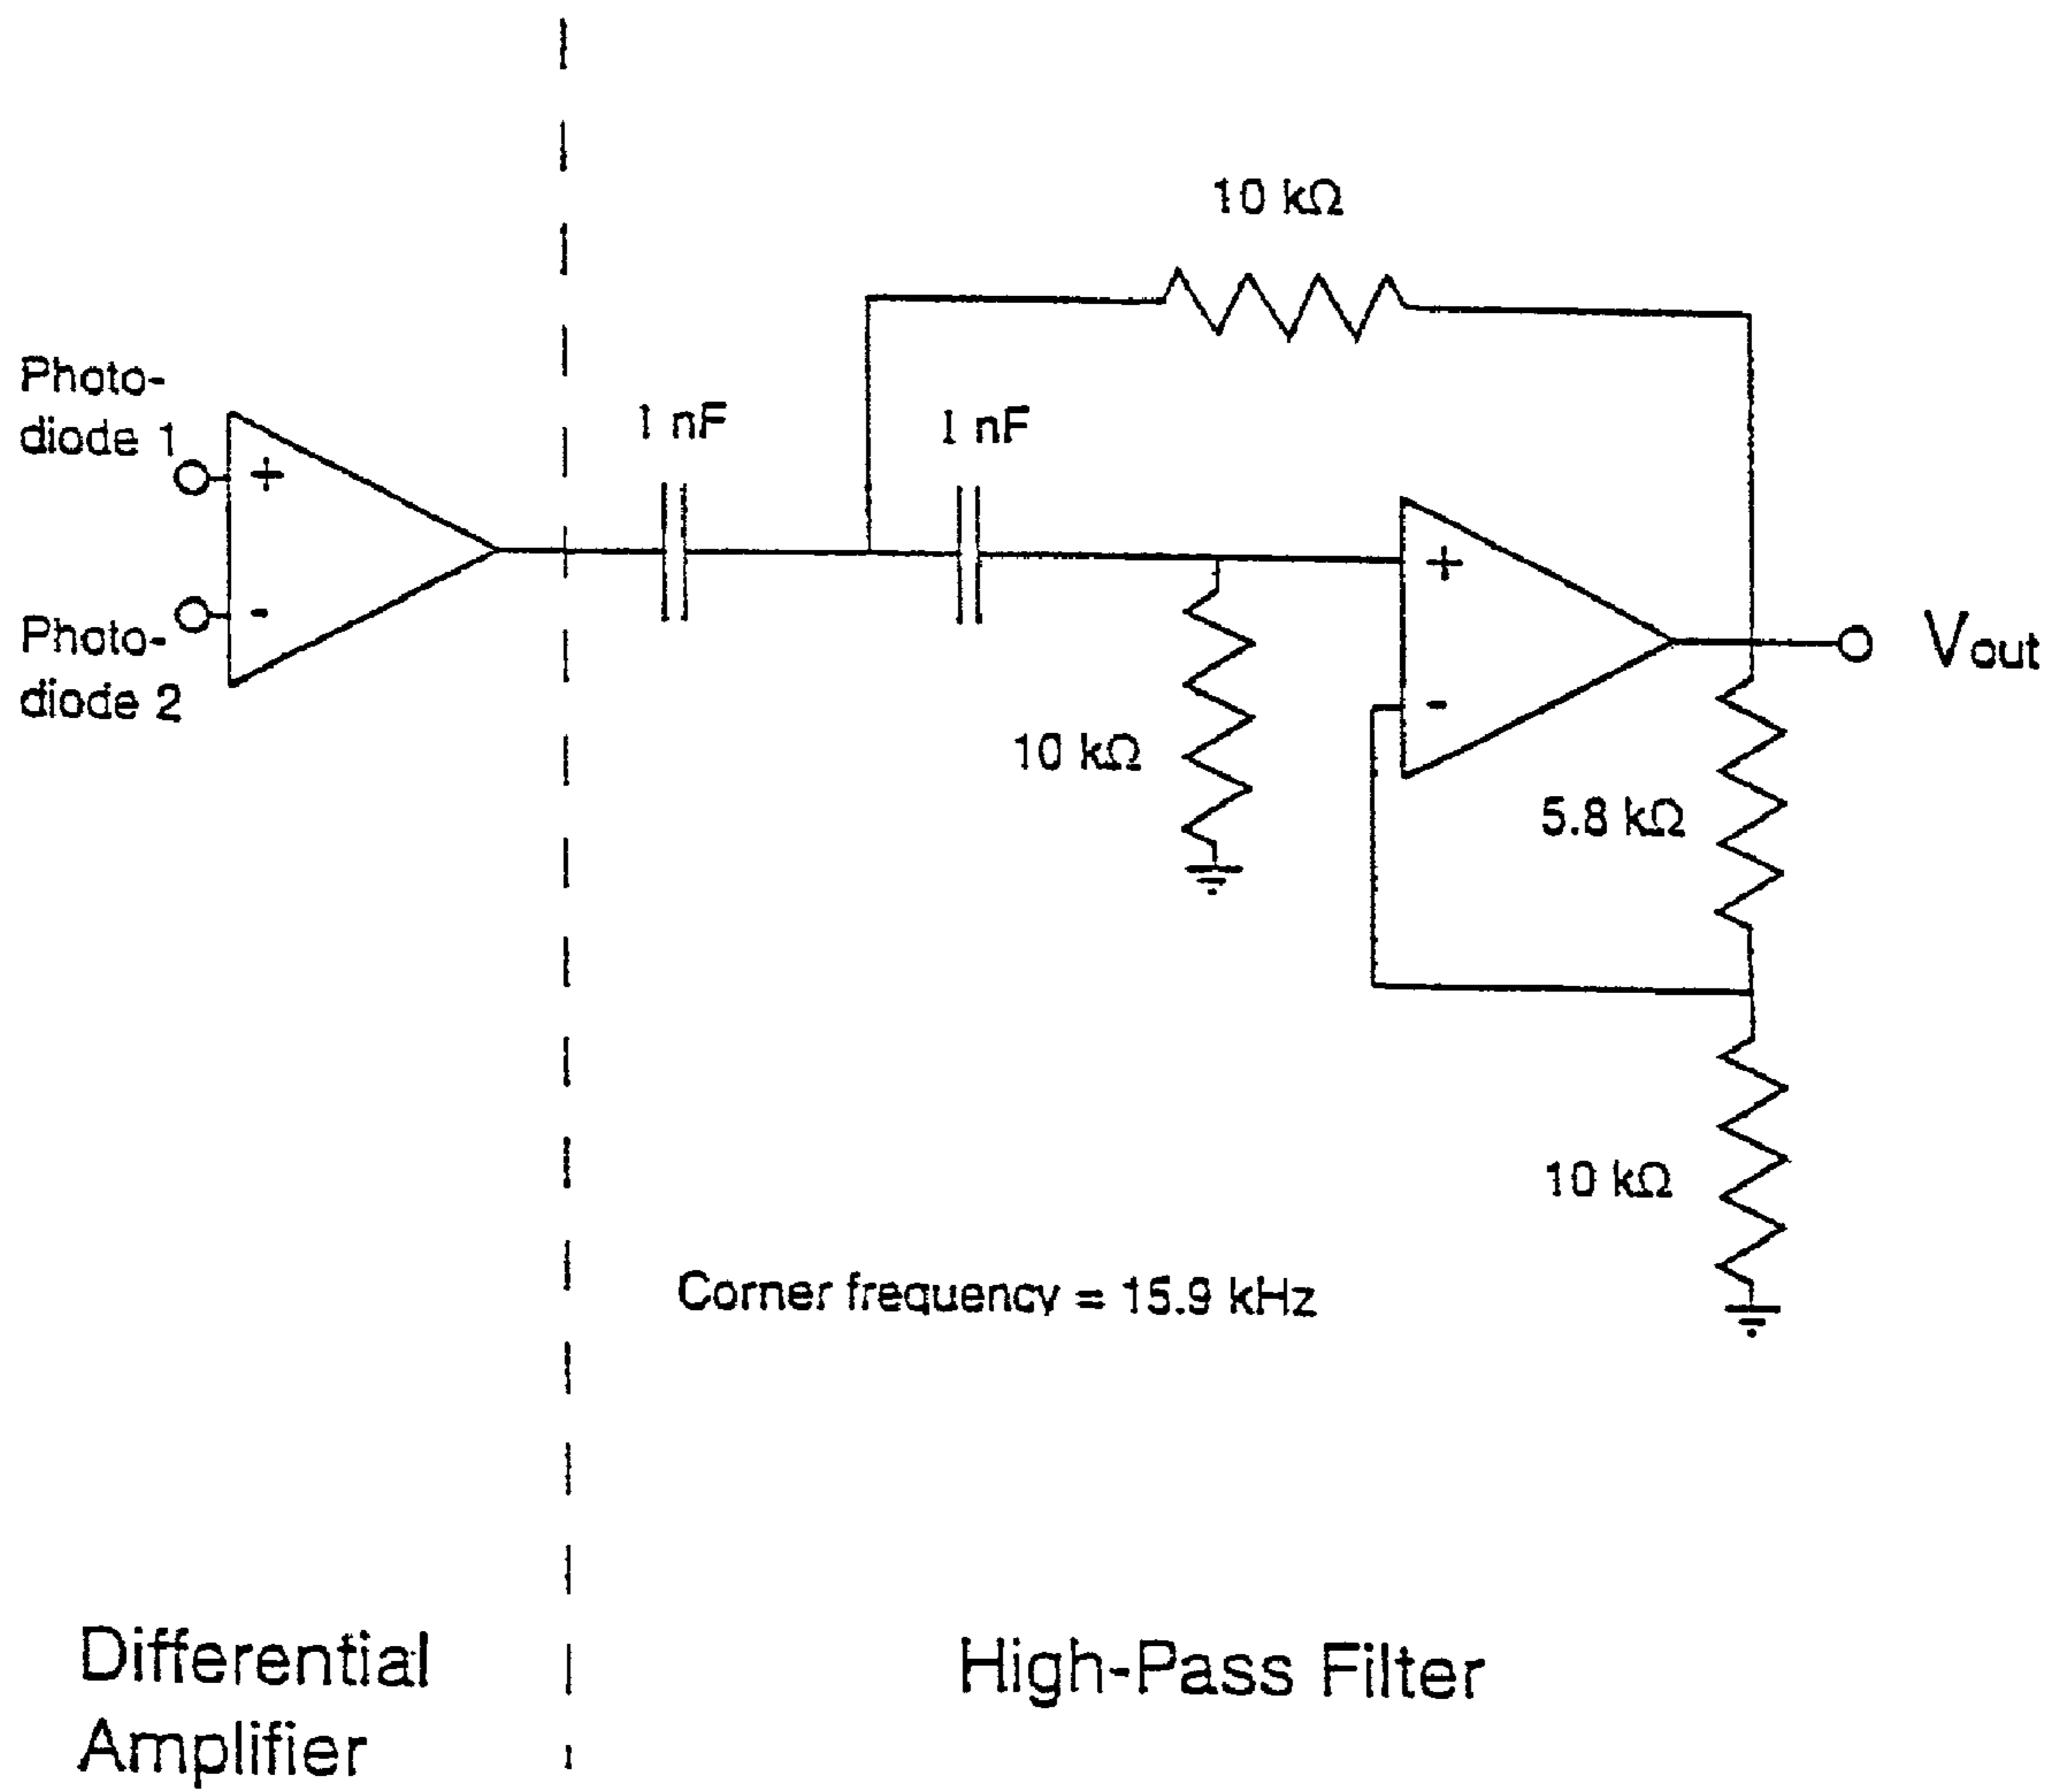 10 kΩ
Photo-
diode 1
1 nF
1 nF
+
+
-
Photo-
diode 2
-
Vout
10 kΩ
5.8 kΩ
10 kΩ
Corner frequency = 15.9 kHz
Differential
Amplifier
High-Pass Filter